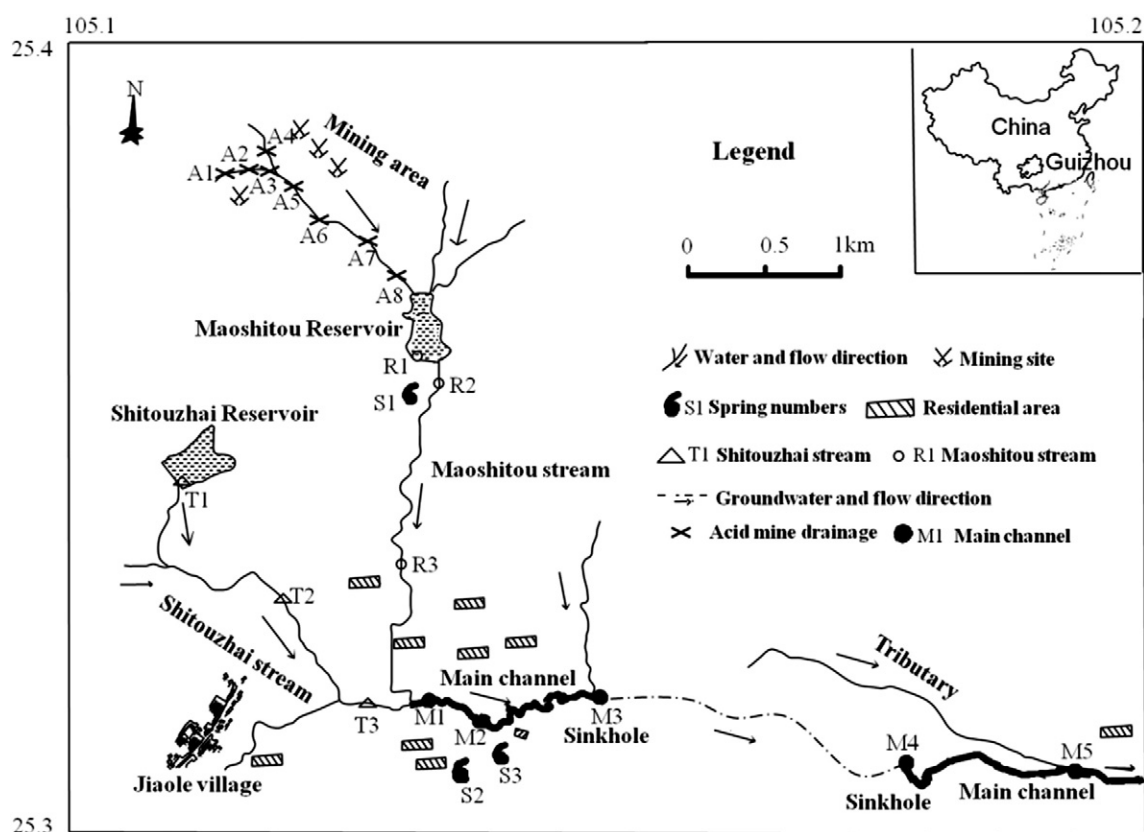 105.1
105.2
25.4
N
A4
A2
A1
A3
A5
A6
A7
A8
Mining area
China
Guizhou
Legend
0 0.5 1km
Maoshitou Reservoir
R1
R2
S1
Water and flow direction
Mining site
S1 Spring numbers
Residential area
T1 Shitouzhai stream
R1 Maoshitou stream
Groundwater and flow direction
Acid mine drainage
M1 Main channel
Shitouzhai Reservoir
T1
Maoshitou stream
R3
T2
Shitouzhai stream
Main channel
T3
M1
M2
M3
Sinkhole
S3
S2
Jiaole village
Tributary
M4
M5
Sinkhole
Main channel
25.3